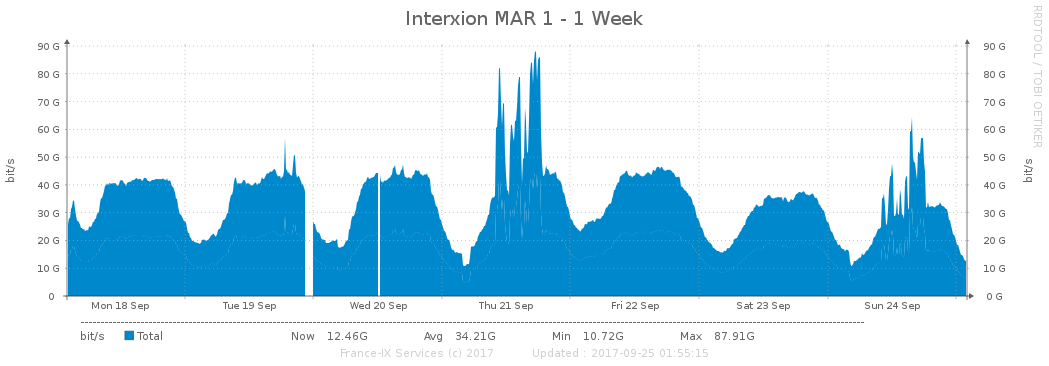 Interxion MAR 1 - 1 Week
RRDTOOL / TOBI OETIKER
bit/s
90 G
80 G
70 G
60 G
50 G
40 G
30 G
20 G
10 G
0
90 G
80 G
70 G
60 G
50 G
40 G
30 G
20 G
10 G
0 G
bit/s
Mon 18 Sep Tue 19 Sep Wed 20 Sep Thu 21 Sep Fri 22 Sep Sat 23 Sep Sun 24 Sep
bit/s Total Now 12.46G Avg 34.21G Min 10.72G Max 87.91G
France-IX Services (c) 2017 Updated : 2017-09-25 01:55:15